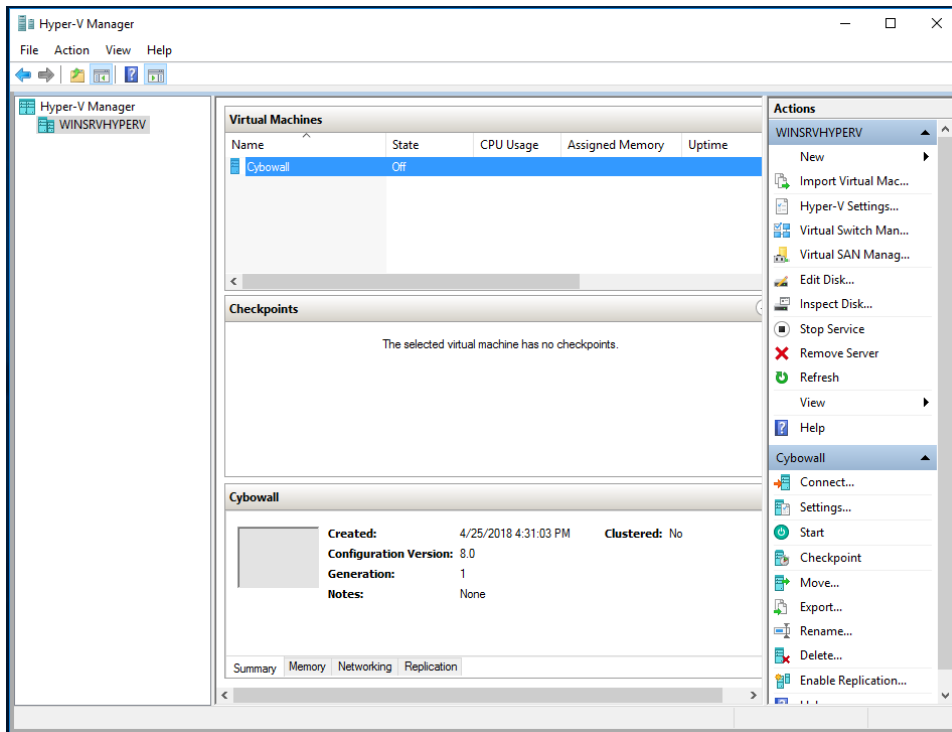 Hyper-V Manager
File Action View Help
Hyper-V Manager
WINSRVHYPERV
Virtual Machines
Name State CPU Usage Assigned Memory Uptime
Cybowall Off
Checkpoints
The selected virtual machine has no checkpoints.
Cybowall
Created: 4/25/2018 4:31:03 PM Clustered: No
Configuration Version: 8.0
Generation: 1
Notes: None
Summary Memory Networking Replication
Actions
WINSRVHYPERV
New
Import Virtual Mac...
Hyper-V Settings...
Virtual Switch Man...
Virtual SAN Manag...
Edit Disk...
Inspect Disk...
Stop Service
Remove Server
Refresh
View
Help
Cybowall
Connect...
Settings...
Start
Checkpoint
Move...
Export...
Rename...
Delete...
Enable Replication...